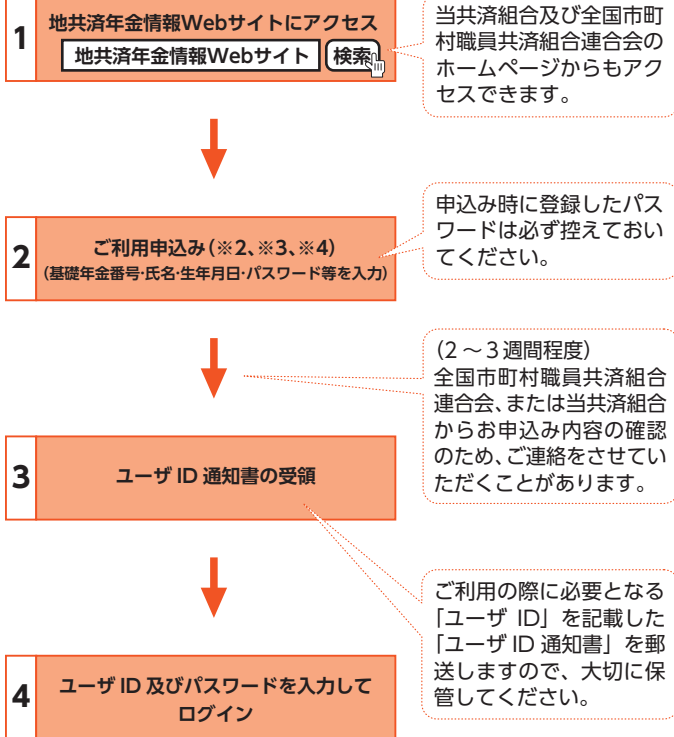 1
地共済年金情報Webサイトにアクセス
地共済年金情報Webサイト 検索
当共済組合及び全国市町
村職員共済組合連合会の
ホームページからもアク
セスできます。
2
ご利用申込み(※2、※3、※4)
(基礎年金番号・氏名・生年月日・パスワード等を入力)
申込み時に登録したパス
ワードは必ず控えておい
てください。
(2～3週間程度)
全国市町村職員共済組合
連合会、または当共済組合
からお申込み内容の確認
のため、ご連絡をさせてい
ただくことがあります。
3
ユーザ ID 通知書の受領
ご利用の際に必要となる
「ユーザ ID」を記載した
「ユーザ ID 通知書」を郵
送しますので、大切に保
管してください。
4
ユーザ ID 及びパスワードを入力して
ログイン